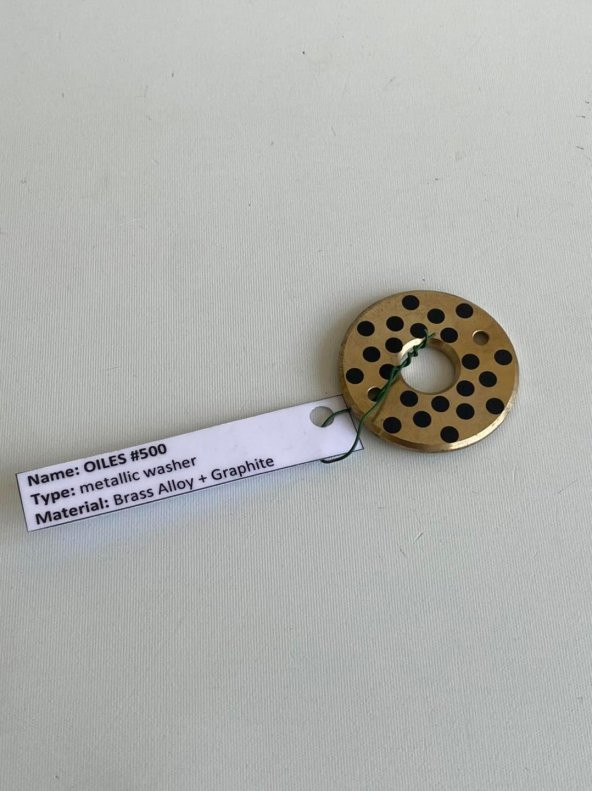 Name: OILES #500
Type: metallic washer
Material: Brass Alloy + Graphite